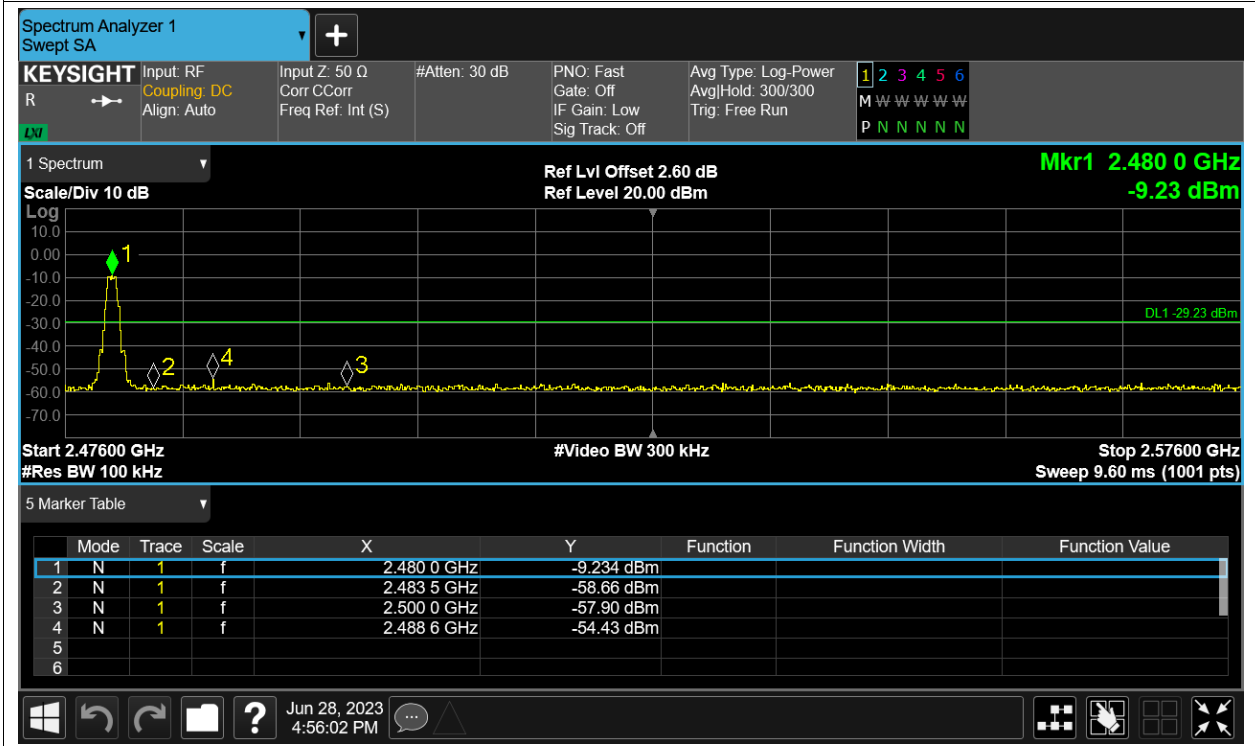 Spectrum Analyzer 1
Swept SA
+
KEYSIGHT Input: RF Input Z: 50 Ω #Atten: 30 dB PNO: Fast Avg Type: Log-Power 1 2 3 4 5 6
R Coupling: DC Corr CCorr Gate: Off Avg|Hold: 300/300 M W W W W W
Align: Auto Freq Ref: Int (S) IF Gain: Low Trig: Free Run
LXI Sig Track: Off P N N N N N
1 Spectrum Ref Lvl Offset 2.60 dB Mkr1 2.480 0 GHz
Scale/Div 10 dB Ref Level 20.00 dBm -9.23 dBm
Log
10.0
0.00 1
-10.0
-20.0
-30.0 DL1 -29.23 dBm
-40.0
-50.0 2 4 3
-60.0
-70.0
Start 2.47600 GHz #Video BW 300 kHz Stop 2.57600 GHz
#Res BW 100 kHz Sweep 9.60 ms (1001 pts)
5 Marker Table
Mode Trace Scale X Y Function Function Width Function Value
1 N 1 f 2.480 0 GHz -9.234 dBm
2 N 1 f 2.483 5 GHz -58.66 dBm
3 N 1 f 2.500 0 GHz -57.90 dBm
4 N 1 f 2.488 6 GHz -54.43 dBm
5
6
? Jun 28, 2023
4:56:02 PM